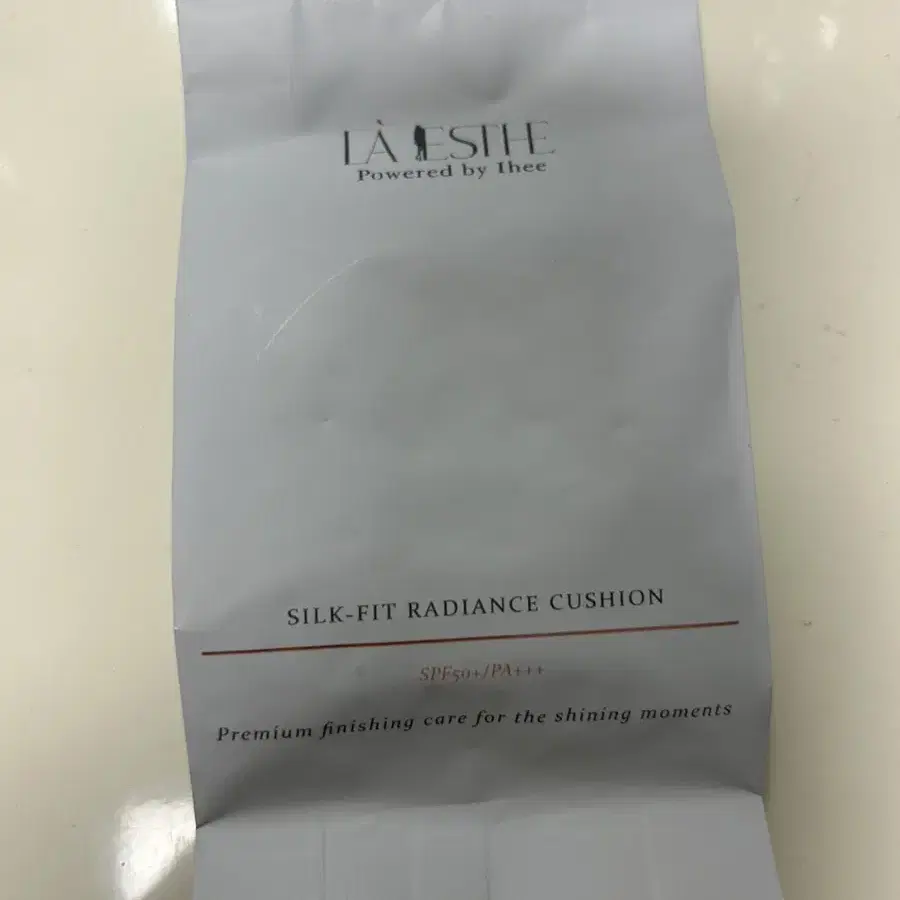 LÀ ESTHE
Powered by Ihee
SILK-FIT RADIANCE CUSHION
SPF50+/PA+++
Premium finishing care for the shining moments